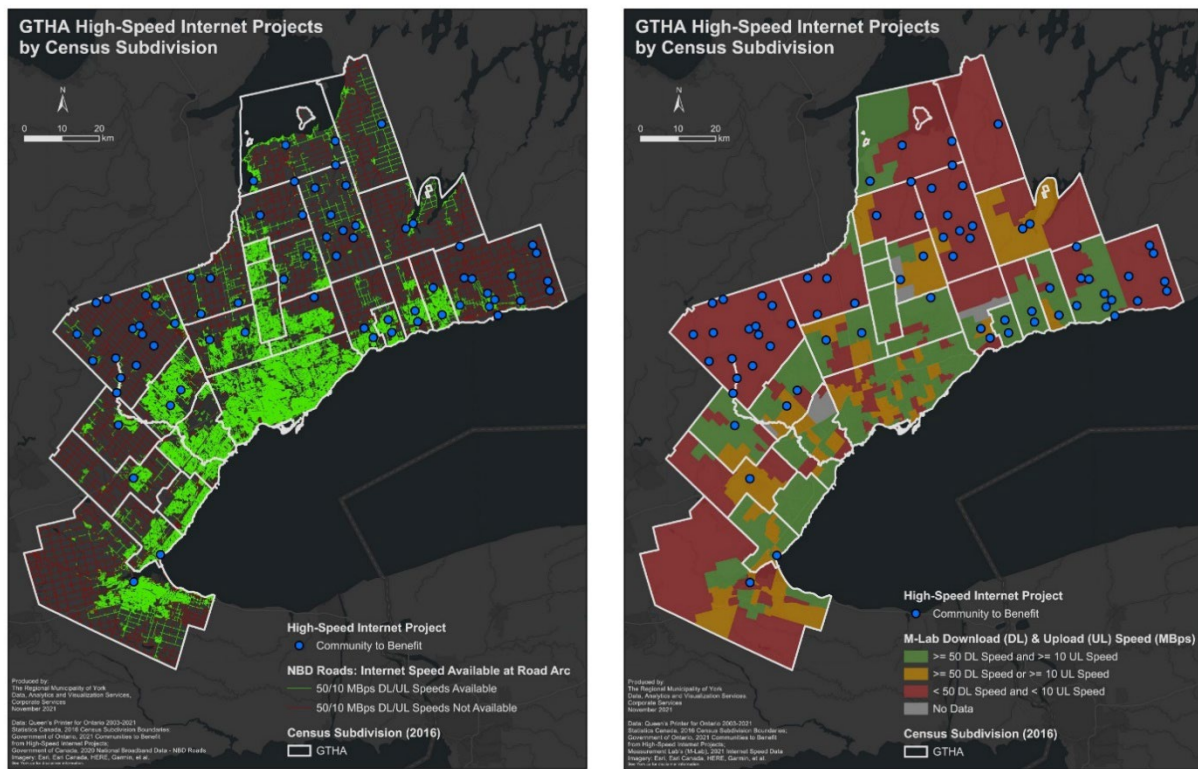 GTHA High-Speed Internet Projects
by Census Subdivision
N
0 10 20
km
High-Speed Internet Project
Community to Benefit
NBD Roads: Internet Speed Available at Road Arc
50/10 MBps DL/UL Speeds Available
50/10 MBps DL/UL Speeds Not Available
Census Subdivision (2016)
GTHA
Produced by:
The Regional Municipality of York
Data, Analytics and Visualization Services,
Corporate Services
November 2021
Data: Queen's Printer for Ontario 2003-2021
Statistics Canada, 2016 Census Subdivision Boundaries;
Government of Ontario, 2021 Communities to Benefit
from High-Speed Internet Projects;
Government of Canada, 2020 National Broadband Data - NBD Roads
Imagery: Esri, Esri Canada, HERE, Garmin, et al.
GTHA High-Speed Internet Projects
by Census Subdivision
N
0 10 20
km
High-Speed Internet Project
Community to Benefit
M-Lab Download (DL) & Upload (UL) Speed (MBps)
>= 50 DL Speed and >= 10 UL Speed
>= 50 DL Speed or >= 10 UL Speed
< 50 DL Speed and < 10 UL Speed
No Data
Census Subdivision (2016)
GTHA
Produced by:
The Regional Municipality of York
Data, Analytics and Visualization Services
Corporate Services
November 2021
Data: Queen's Printer for Ontario 2003-2021
Statistics Canada, 2016 Census Subdivision Boundaries;
Government of Ontario, 2021 Communities to Benefit
from High-Speed Internet Projects;
Measurement Lab's (M-Lab), 2021 Internet Speed Data
Imagery: Esri, Esri Canada, HERE, Garmin, et al.